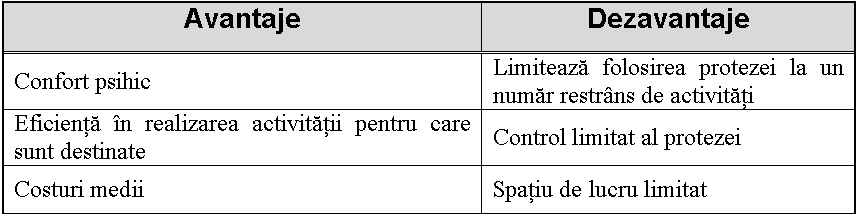 Avantaje Dezavantaje
Confort psihic
Limitează folosirea protezei la un
număr restrâns de activități
Eficiență în realizarea activității pentru care
sunt destinate
Control limitat al protezei
Costuri medii
Spațiu de lucru limitat